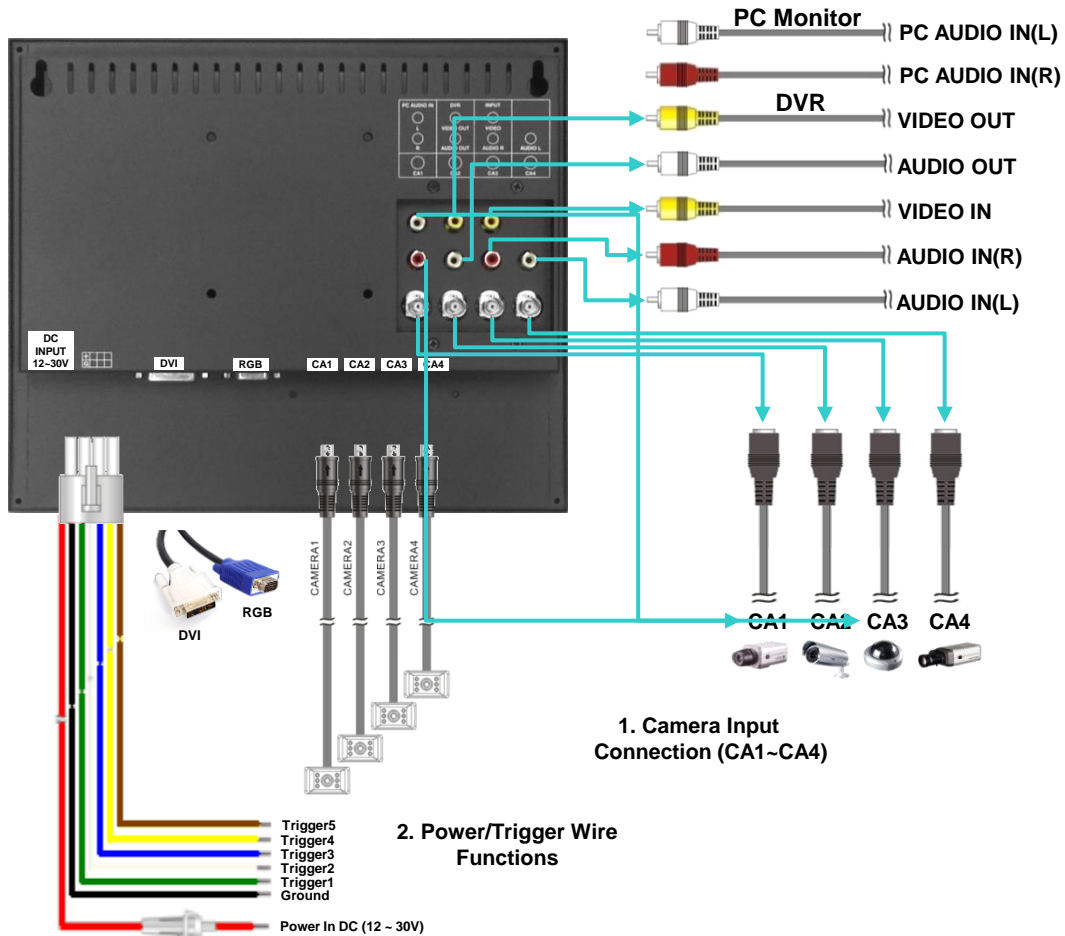 PC Monitor
PC AUDIO IN(L)
PC AUDIO IN(R)
DVR
VIDEO OUT
AUDIO OUT
VIDEO IN
AUDIO IN(R)
AUDIO IN(L)
PC AUDIO IN DVR INPUT
L VIDEO OUT VIDEO
R AUDIO OUT AUDIO R AUDIO L
CA1 CA2 CA3 CA4
DC
INPUT
12~30V
DVI
RGB
CA1 CA2 CA3 CA4
CAMERA1
CAMERA2
CAMERA3
CAMERA4
DVI
RGB
CA1 CA2 CA3 CA4
1. Camera Input
Connection (CA1~CA4)
2. Power/Trigger Wire
Functions
Trigger5
Trigger4
Trigger3
Trigger2
Trigger1
Ground
Power In DC (12 ~ 30V)